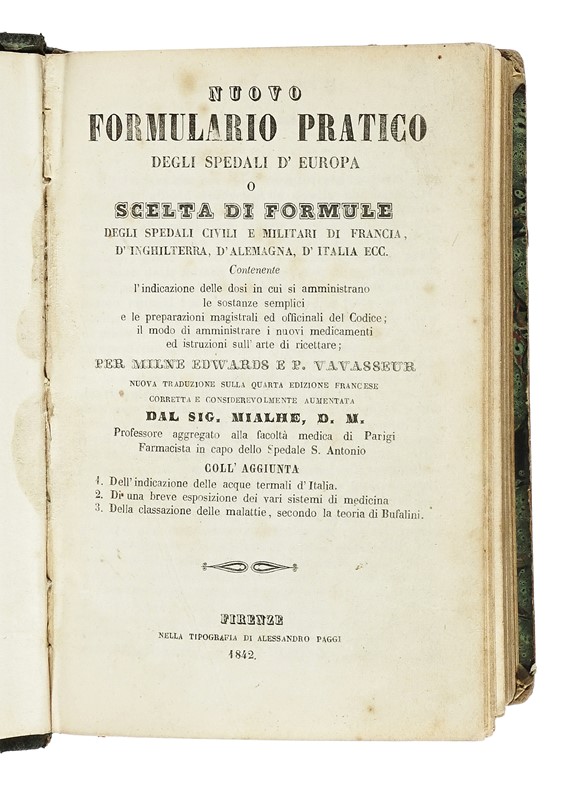 NUOVO
FORMULARIO PRATICO
DEGLI SPEDALI D' EUROPA
O
SCELTA DI FORMULE
DEGLI SPEDALI CIVILI E MILITARI DI FRANCIA,
D' INGHILTERRA, D' ALEMAGNA, D' ITALIA ECC.
Contenente
l'indicazione delle dosi in cui si amministrano
le sostanze semplici
e le preparazioni magistrali ed officinali del Codice;
il modo di amministrare i nuovi medicamenti
ed istruzioni sull' arte di ricettare;
PER MILNE EDWARDS E P. VAVASSEUR
NUOVA TRADUZIONE SULLA QUARTA EDIZIONE FRANCESE
CORRETTA E CONSIDEREVOLMENTE AUMENTATA
DAL SIG. MIALHE, D. M.
Professore aggregato alla facoltà medica di Parigi
Farmacista in capo dello Spedale S. Antonio
COLL' AGGIUNTA
1. Dell'indicazione delle acque termali d'Italia.
2. Di una breve esposizione dei vari sistemi di medicina
3. Della classazione delle malattie, secondo la teoria di Bufalini.
FIRENZE
NELLA TIPOGRAFIA DI ALESSANDRO PAGGI
1842.